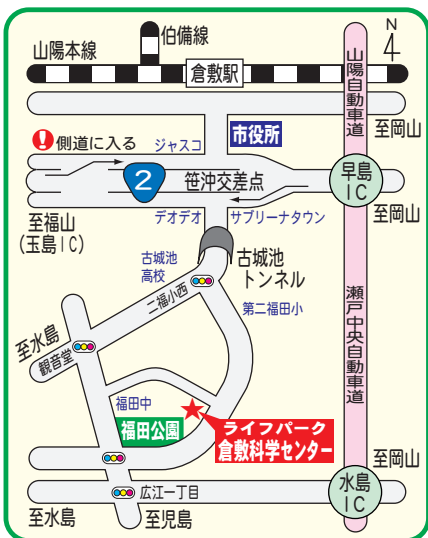 伯備線
山陽本線
N
倉敷駅
山陽自動車道
至岡山
!
側道に入る
ジャスコ
市役所
2
笹沖交差点
早島
IC
至岡山
至福山
(玉島IC)
デオデオ
サブリーナタウン
古城池
高校
古城池
トンネル
二福小西
第二福田小
瀬戸中央自動車道
至水島
観音堂
福田中
福田公園
ライフパーク
倉敷科学センター
至岡山
水島
IC
広江一丁目
至水島
至児島